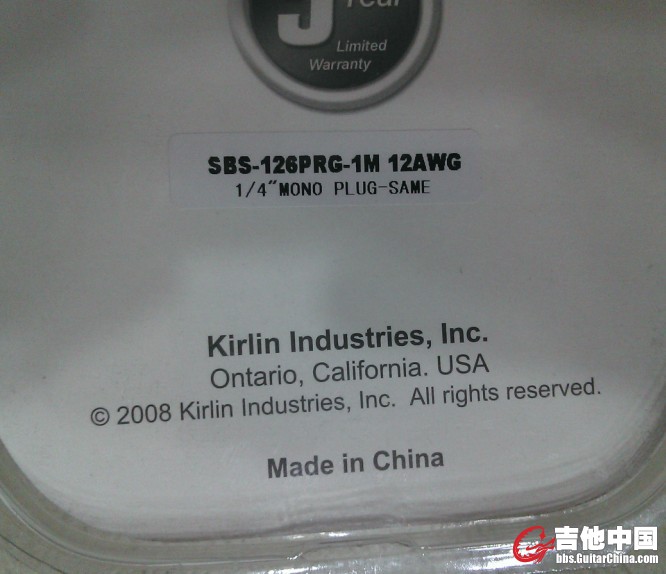 Year
Limited
Warranty
SBS-126PRG-1M 12AWG
1/4"MONO PLUG-SAME
Kirlin Industries, Inc.
Ontario, California. USA
© 2008 Kirlin Industries, Inc. All rights reserved.
Made in China
吉他中国
bbs.GuitarChina.com